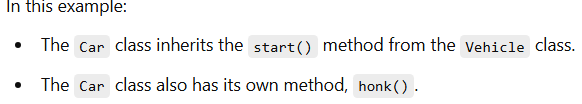 In this example:
• The Car class inherits the start() method from the Vehicle class.
• The Car class also has its own method, honk().